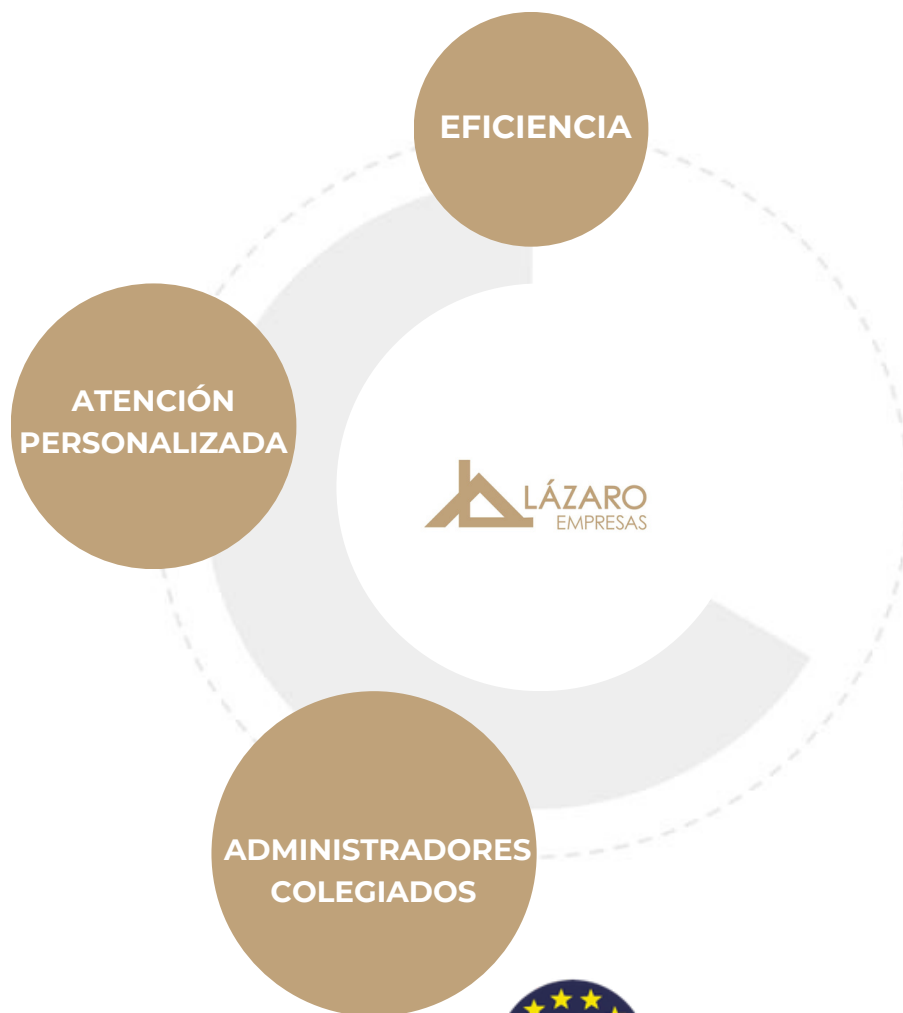 EFICIENCIA
ATENCIÓN
PERSONALIZADA
LÁZARO
EMPRESAS
ADMINISTRADORES
COLEGIADOS